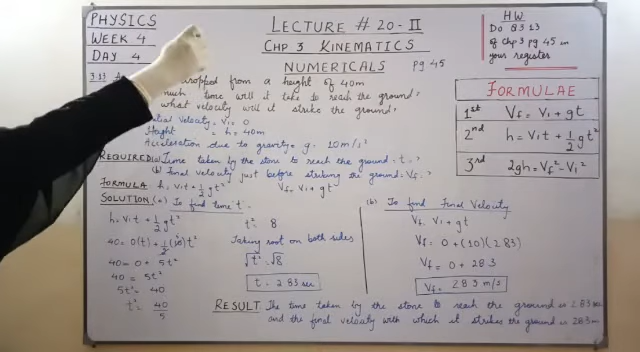 PHYSICS
WEEK 4
DAY 4
LECTURE # 20-II
CHP 3 KINEMATICS
NUMERICALS pg 45
HW
Do Q3.13
of Chp 3 pg 45 in
your register
FORMULAE
1st Vf = Vi + gt
2nd h = Vit + 1/2 gt²
3rd 2gh = Vf² - Vi²
3.13 dropped from a height of 40m
much time will it take to reach the ground?
what velocity will it strike the ground?
Velocity = Vi = 0
Height = h = 40m
Acceleration due to gravity = g = 10m/s²
REQUIRED (a) Time taken by the stone to reach the ground = t = ?
(b) Final velocity just before striking the ground = Vf = ?
FORMULA h = Vit + 1/2 gt² Vf = Vi + gt
SOLUTION (a) To find time 't'
h = Vit + 1/2 gt²
40 = 0(t) + 1/2 (10)t²
40 = 0 + 5t²
40 = 5t²
5t² = 40
t² = 40/5
t² = 8
Taking root on both sides
√t² = √8
t = 2.83 sec
(b) To find Final Velocity
Vf = Vi + gt
Vf = 0 + (10)(2.83)
Vf = 0 + 28.3
Vf = 28.3 m/s
RESULT The time taken by the stone to reach the ground is 2.83 sec
and the final velocity with which it strikes the ground is 28.3m